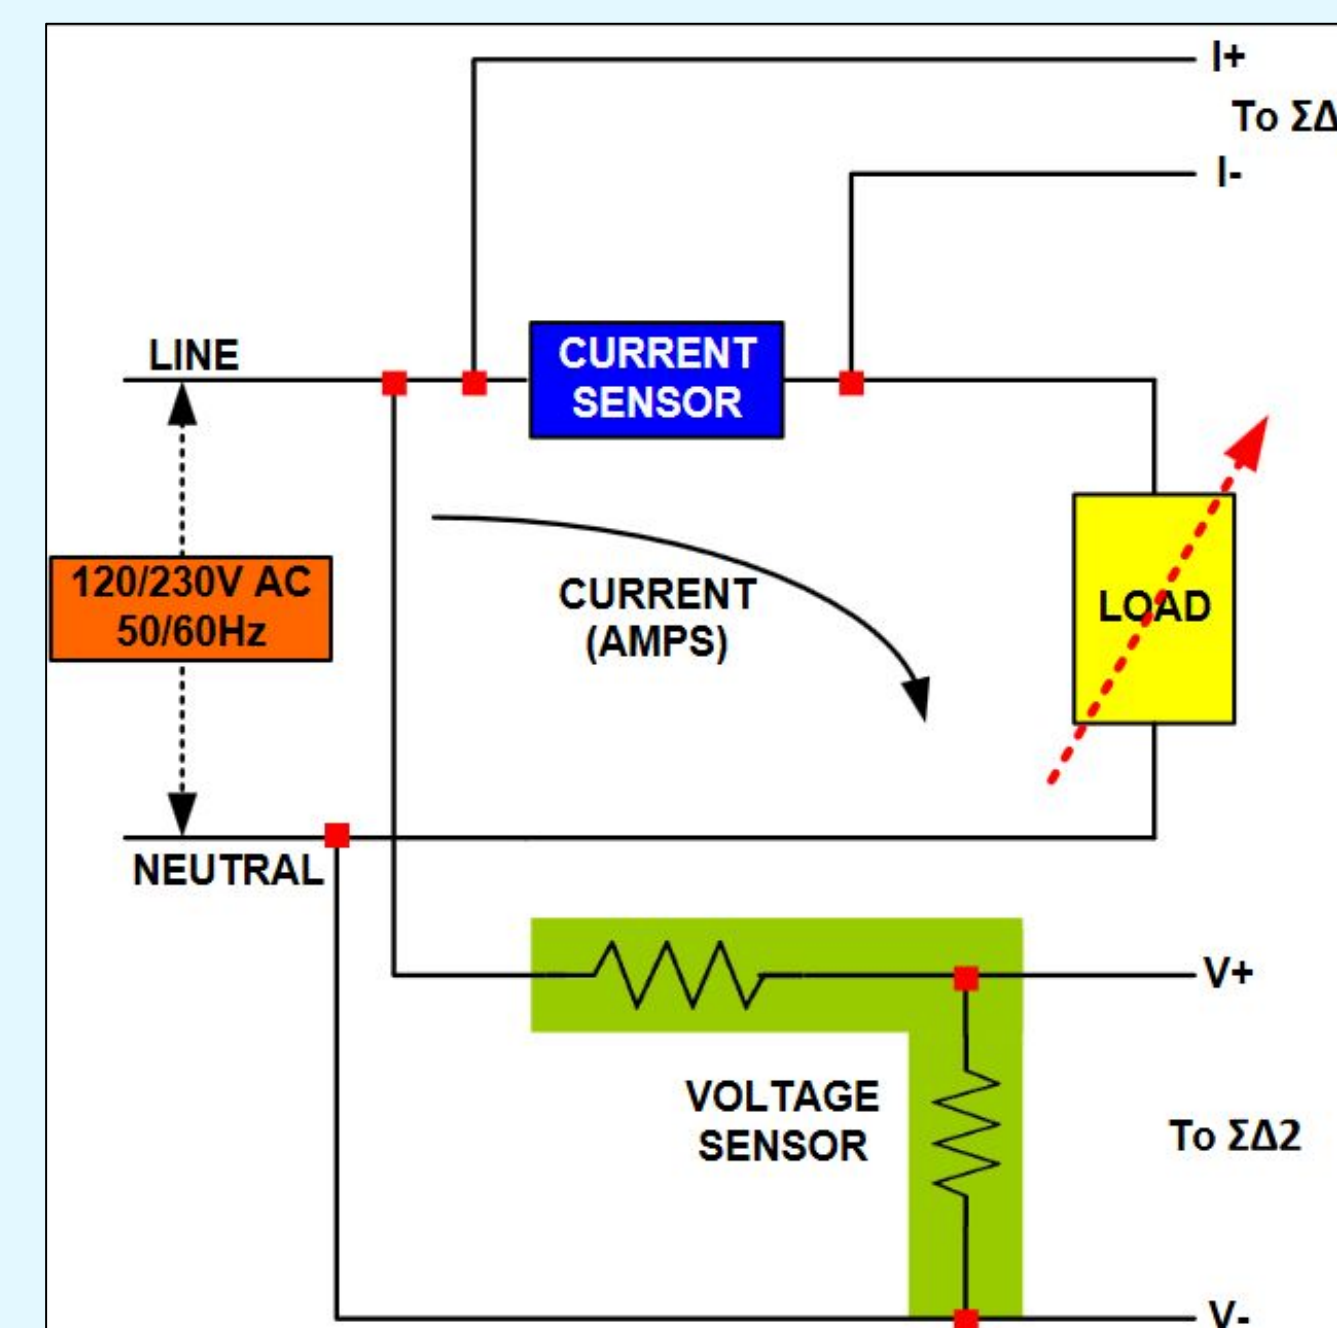 I+
To ΣΔ
I-
LINE
CURRENT
SENSOR
120/230V AC
50/60Hz
CURRENT
(AMPS)
LOAD
NEUTRAL
V+
VOLTAGE
SENSOR
To ΣΔ2
V-